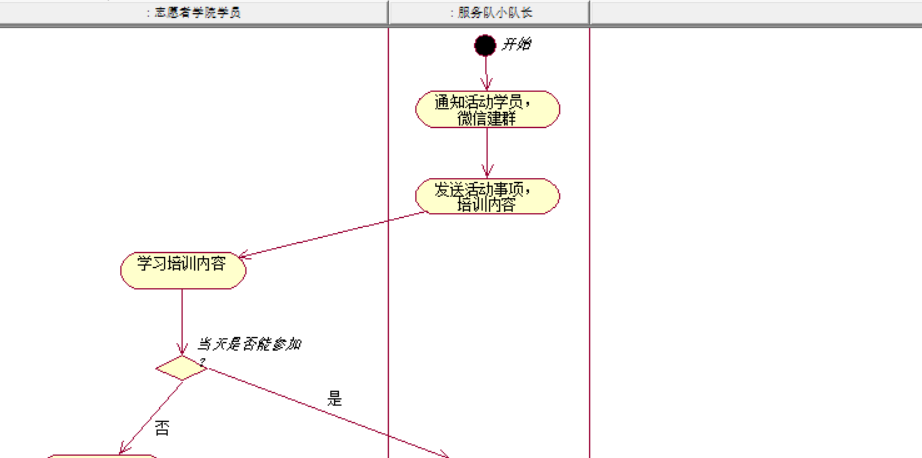 ：志愿者学院学员
：服务队小队长
开始
通知活动学员，
微信建群
发送活动事项，
培训内容
学习培训内容
当天是否能参加
？
是
否